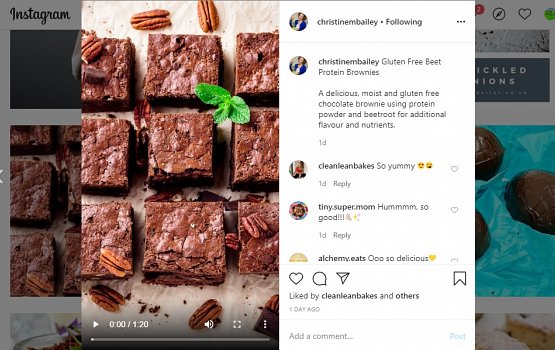 Instagram
christinembailey • Following
2
christinembailey Gluten Free Beet
Protein Brownies
A delicious, moist and gluten free
chocolate brownie using protein
powder and beetroot for additional
flavour and nutrients.
1d
cleanleanbakes So yummy 😍😋
1d Reply
tiny.super.mom Hummmm, so
good!!!👏🏻✨
1d Reply
alchemy.eats Ooo so delicious💛
Liked by cleanleanbakes and others
1 DAY AGO
Add a comment... Post
0:00 / 1:20
CKLED
NIONS